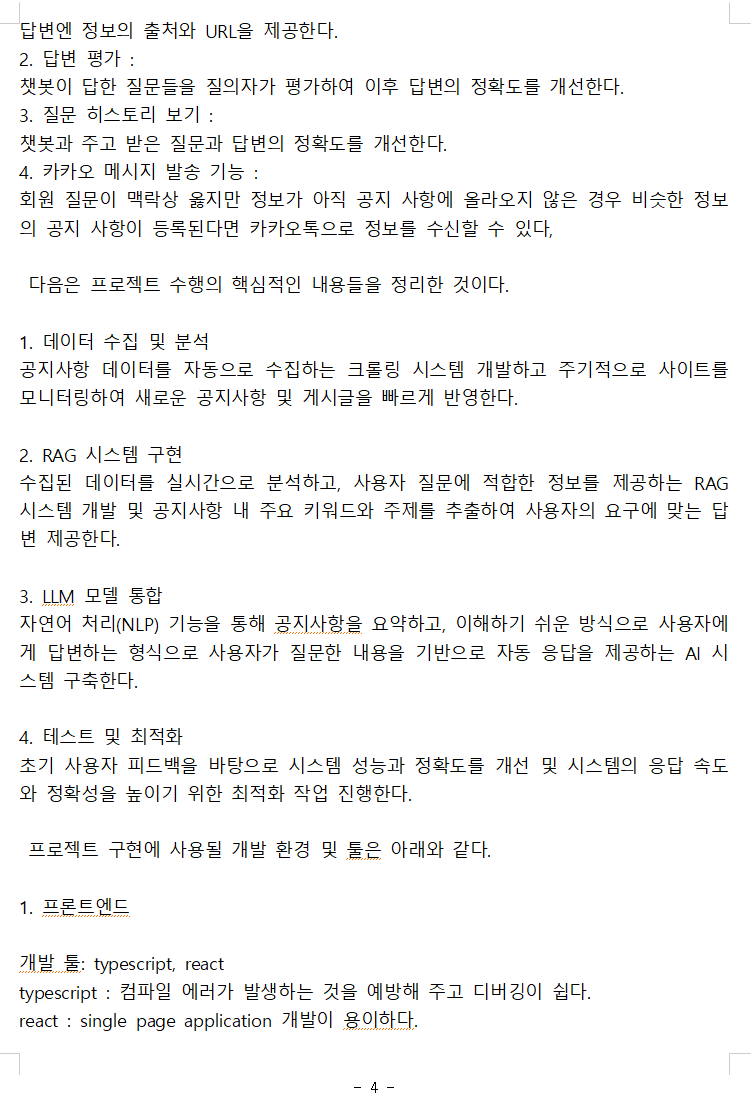 답변엔 정보의 출처와 URL을 제공한다.
2. 답변 평가 :
챗봇이 답한 질문들을 질의자가 평가하여 이후 답변의 정확도를 개선한다.
3. 질문 히스토리 보기 :
챗봇과 주고 받은 질문과 답변의 정확도를 개선한다.
4. 카카오 메시지 발송 기능 :
회원 질문이 맥락상 옳지만 정보가 아직 공지 사항에 올라오지 않은 경우 비슷한 정보
의 공지 사항이 등록된다면 카카오톡으로 정보를 수신할 수 있다,
다음은 프로젝트 수행의 핵심적인 내용들을 정리한 것이다.
1. 데이터 수집 및 분석
공지사항 데이터를 자동으로 수집하는 크롤링 시스템 개발하고 주기적으로 사이트를
모니터링하여 새로운 공지사항 및 게시글을 빠르게 반영한다.
2. RAG 시스템 구현
수집된 데이터를 실시간으로 분석하고, 사용자 질문에 적합한 정보를 제공하는 RAG
시스템 개발 및 공지사항 내 주요 키워드와 주제를 추출하여 사용자의 요구에 맞는 답
변 제공한다.
3. LLM 모델 통합
자연어 처리(NLP) 기능을 통해 공지사항을 요약하고, 이해하기 쉬운 방식으로 사용자에
게 답변하는 형식으로 사용자가 질문한 내용을 기반으로 자동 응답을 제공하는 AI 시
스템 구축한다.
4. 테스트 및 최적화
초기 사용자 피드백을 바탕으로 시스템 성능과 정확도를 개선 및 시스템의 응답 속도
와 정확성을 높이기 위한 최적화 작업 진행한다.
프로젝트 구현에 사용될 개발 환경 및 툴은 아래와 같다.
1. 프론트엔드
개발 툴: typescript, react
typescript : 컴파일 에러가 발생하는 것을 예방해 주고 디버깅이 쉽다.
react : single page application 개발이 용이하다.
- 4 -